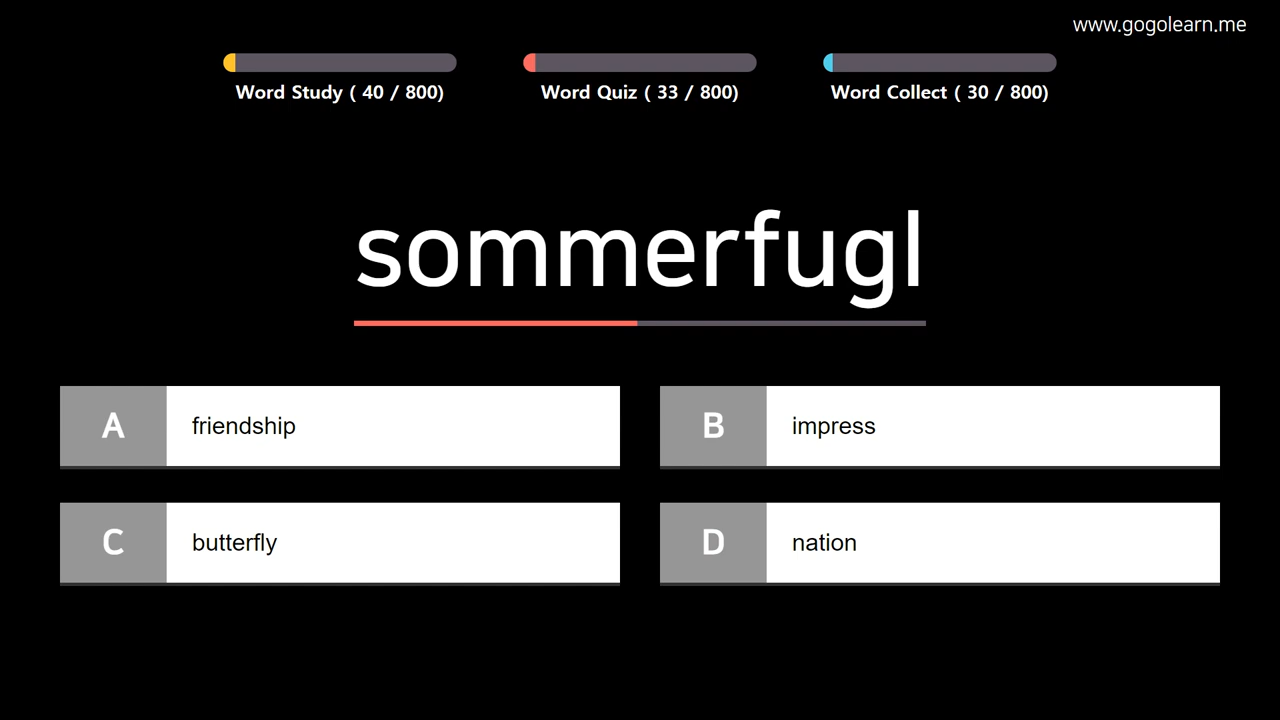 www.gogolearn.me
Word Study ( 40 / 800)
Word Quiz ( 33 / 800)
Word Collect ( 30 / 800)
sommerfugl
A friendship
B impress
C butterfly
D nation